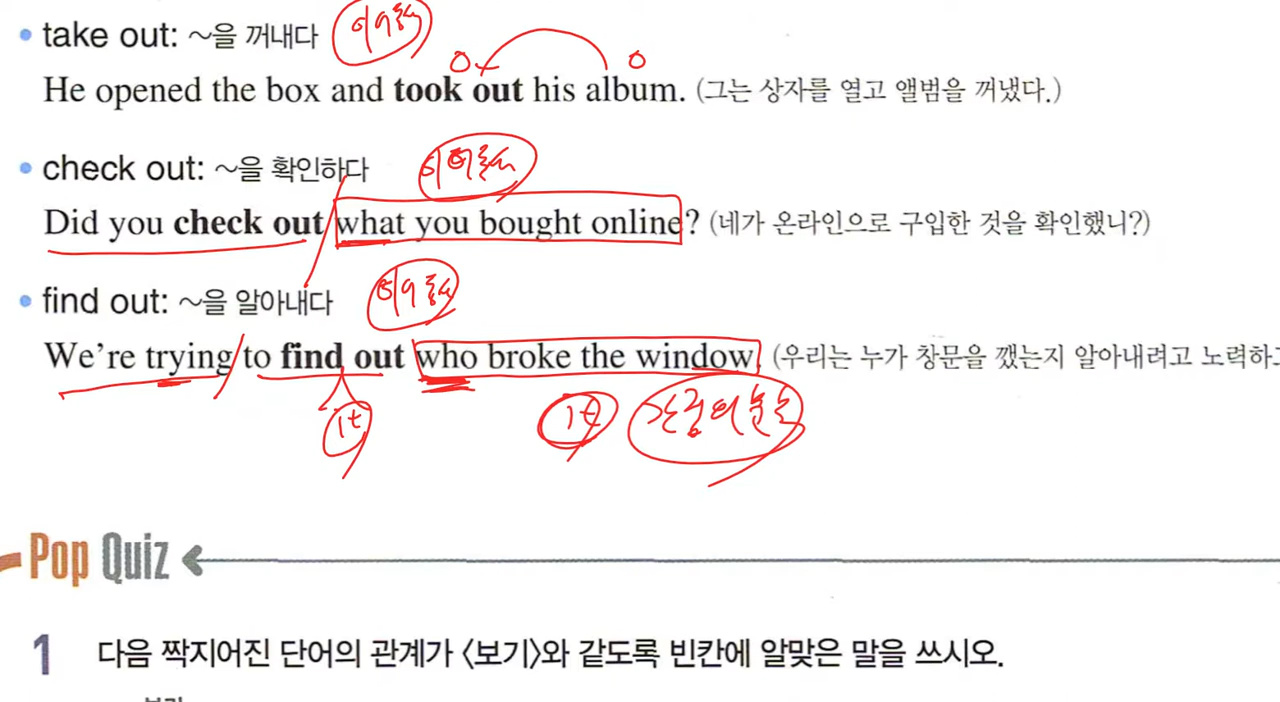 • take out: ~을 꺼내다 이어동사
He opened the box and took out his album. (그는 상자를 열고 앨범을 꺼냈다.)
• check out: ~을 확인하다 이어동사
Did you check out what you bought online? (네가 온라인으로 구입한 것을 확인했니?)
• find out: ~을 알아내다 이어동사
We're trying to find out who broke the window. (우리는 누가 창문을 깼는지 알아내려고 노력하고
it it 간접의문문
Pop Quiz
1 다음 짝지어진 단어의 관계가 〈보기〉와 같도록 빈칸에 알맞은 말을 쓰시오.